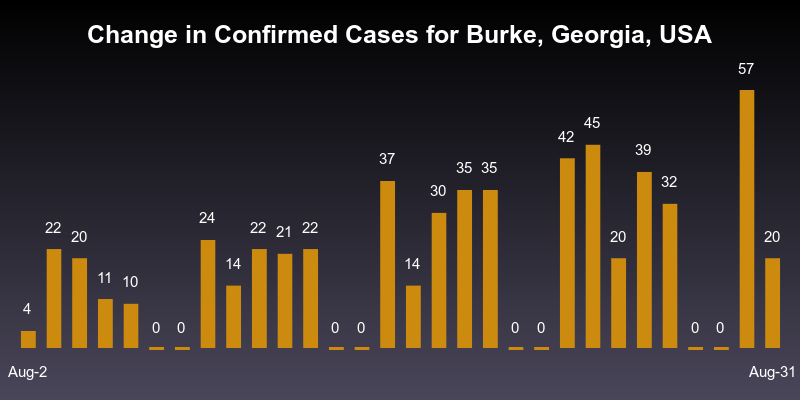 Change in Confirmed Cases for Burke, Georgia, USA
4 22 20 11 10 0 0 24 14 22 21 22 0 0 37 14 30 35 35 0 0 42 45 20 39 32 0 0 57 20
Aug-2 Aug-31